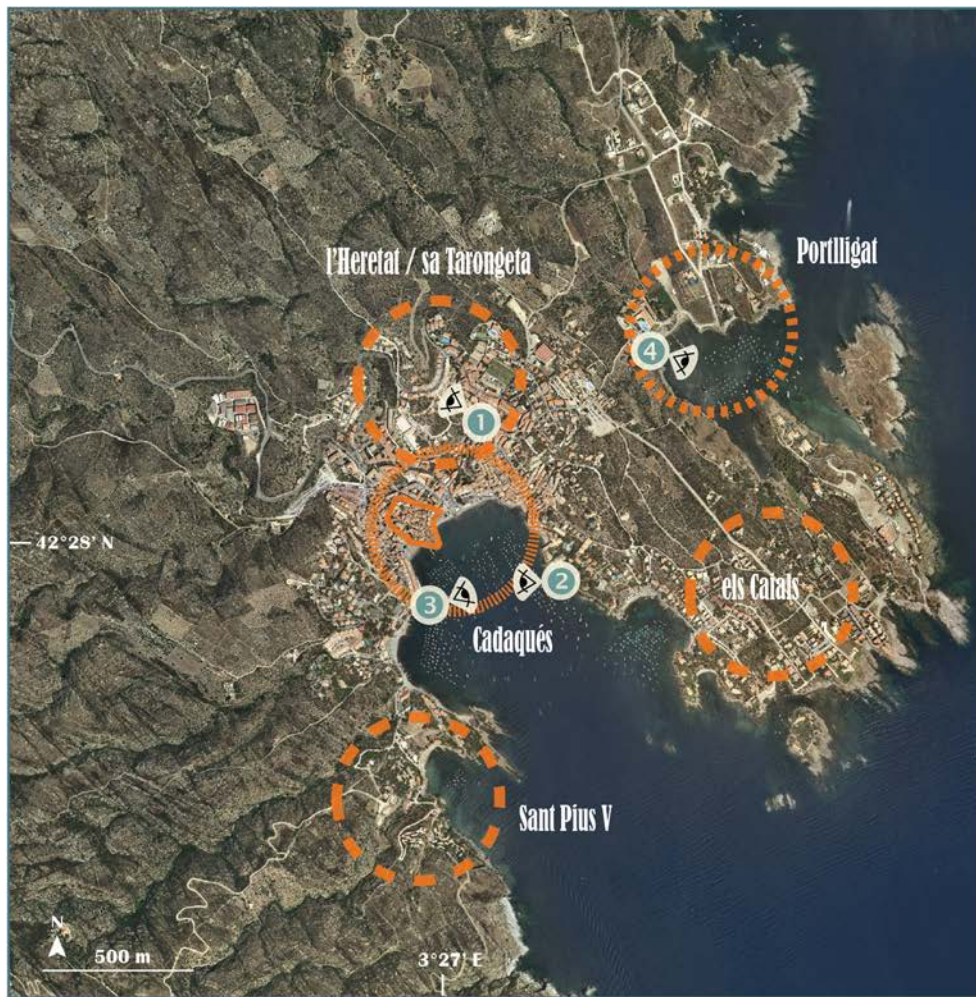 l'Heretat / sa Tarongeta
Portlligat
4
1
42°28' N
els Caials
2
3
Cadaqués
Sant Pius V
N
500 m
3°27' E